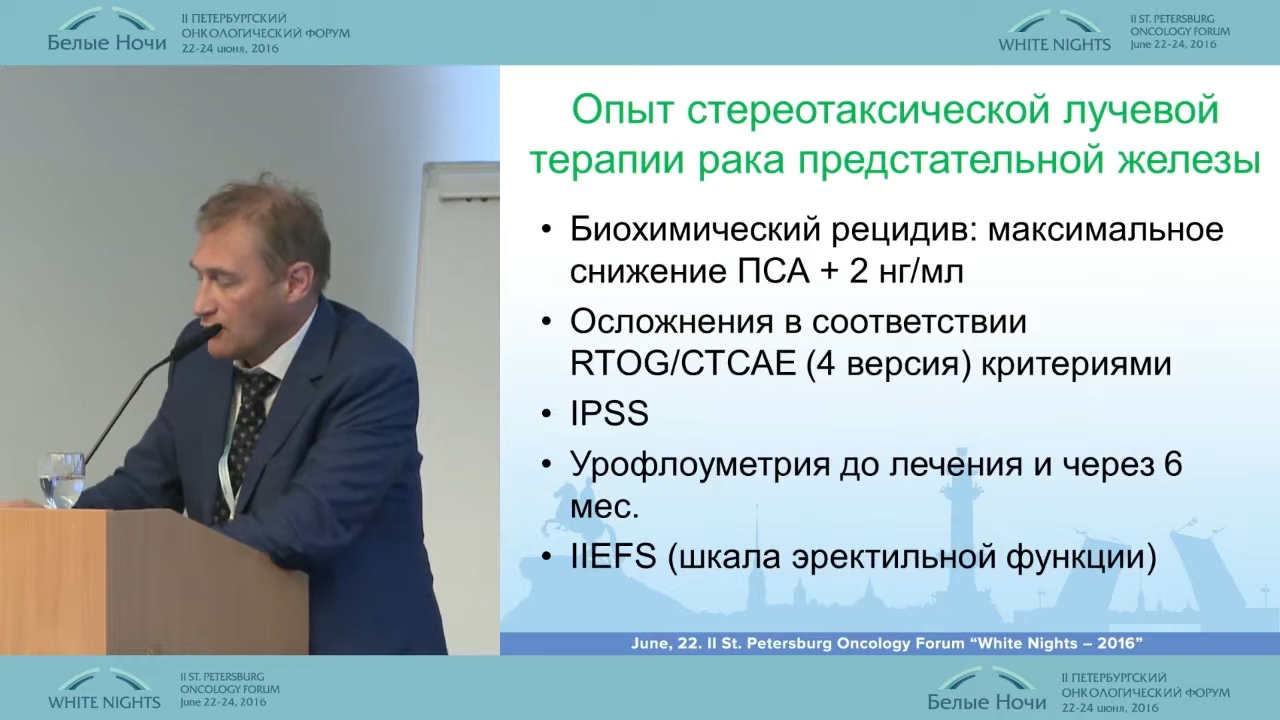 Белые Ночи
II ПЕТЕРБУРГСКИЙ
ОНКОЛОГИЧЕСКИЙ ФОРУМ
22-24 июня, 2016
WHITE NIGHTS
II ST. PETERSBURG
ONCOLOGY FORUM
June 22-24, 2016
Опыт стереотаксической лучевой
терапии рака предстательной железы
• Биохимический рецидив: максимальное
снижение ПСА + 2 нг/мл
• Осложнения в соответствии
RTOG/CTCAE (4 версия) критериями
• IPSS
• Урофлоуметрия до лечения и через 6
мес.
• IIEFS (шкала эректильной функции)
June, 22. II St. Petersburg Oncology Forum “White Nights – 2016”
WHITE NIGHTS
II ST. PETERSBURG
ONCOLOGY FORUM
June 22-24, 2016
Белые Ночи
II ПЕТЕРБУРГСКИЙ
ОНКОЛОГИЧЕСКИЙ ФОРУМ
22-24 июня, 2016